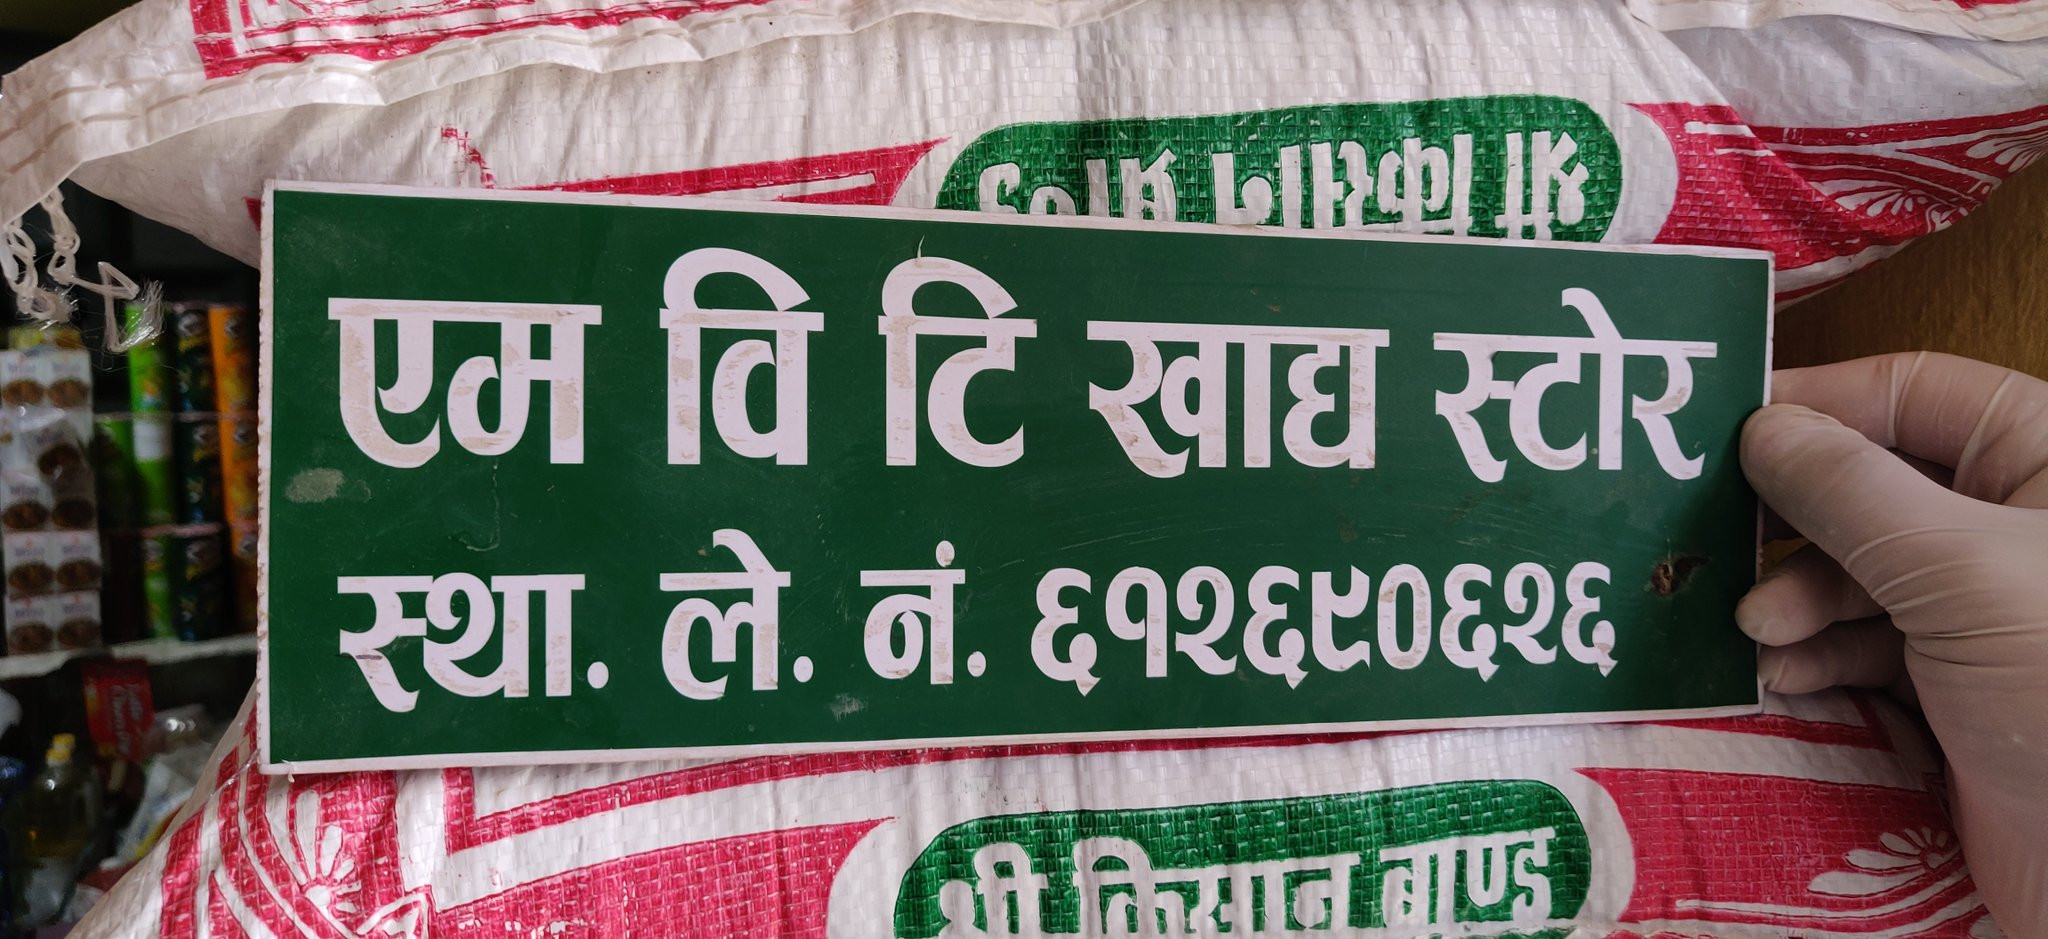 एम वि टि खाद्य स्टोर
स्था. ले. नं. ६१२६९०६२६
श्री किसान ब्राण्ड